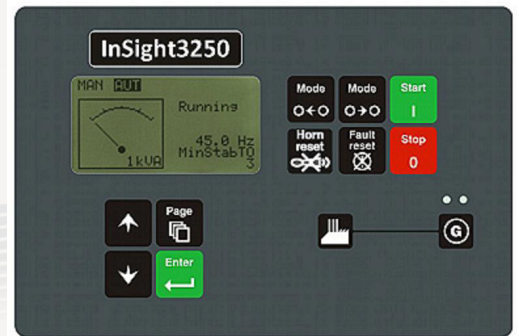 InSight3250
MAN AUT
Running
45.0 Hz
MinStabTO
1kVA 3
Mode
Mode
Start
I
Horn
reset
Fault
reset
Stop
0
Page
Enter
G